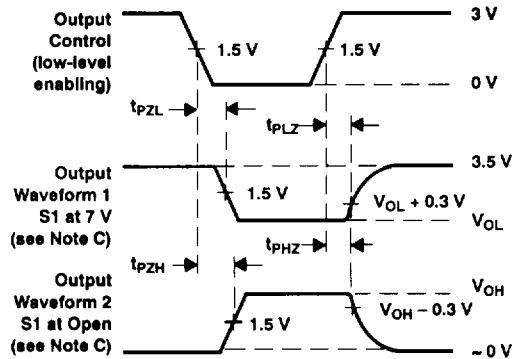 Output
Control
(low-level
enabling)
1.5 V
1.5 V
3 V
0 V
tPZL
tPLZ
Output
Waveform 1
S1 at 7 V
(see Note C)
1.5 V
3.5 V
VOL + 0.3 V
VOL
tPZH
tPHZ
Output
Waveform 2
S1 at Open
(see Note C)
1.5 V
VOH
VOH − 0.3 V
~ 0 V